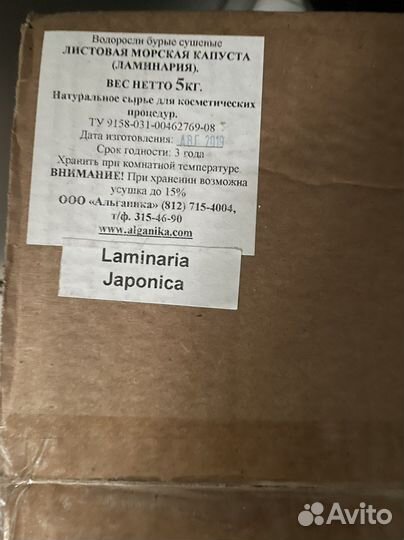 Водоросли бурые сушеные
ЛИСТОВАЯ МОРСКАЯ КАПУСТА
(ЛАМИНАРИЯ).
ВЕС НЕТТО 5КГ.
Натуральное сырье для косметических
процедур.
ТУ 9158-031-00462769-08
Дата изготовления: АВГ 2019
Срок годности: 3 года
Хранить при комнатной температуре
ВНИМАНИЕ! При хранении возможна
усушка до 15%
ООО «Альганика» (812) 715-4004,
т/ф. 315-46-90
www.alganika.com
Laminaria
Japonica
Avito